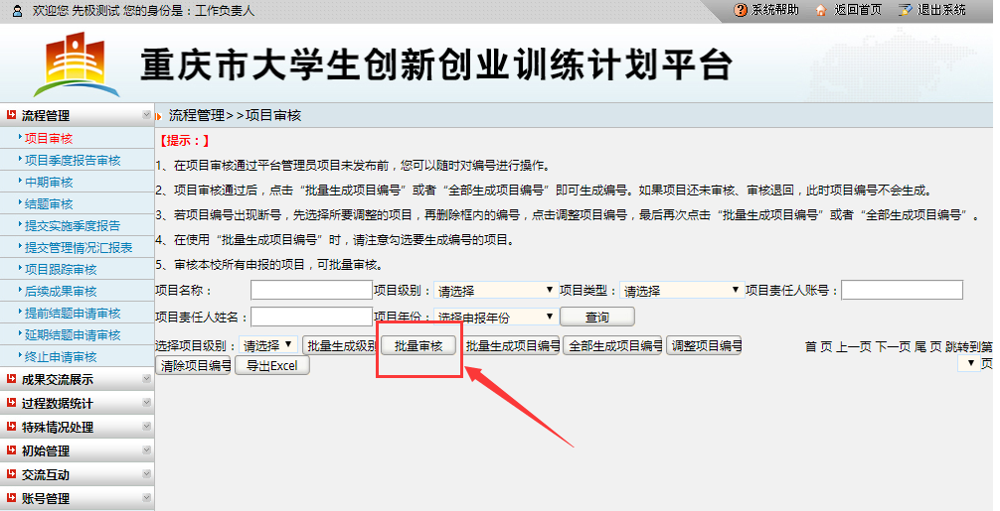 欢迎您 先极测试 您的身份是：工作负责人
系统帮助 返回首页 退出系统
重庆市大学生创新创业训练计划平台
流程管理
项目审核
项目季度报告审核
中期审核
结题审核
提交实施季度报告
提交管理情况汇报表
项目跟踪审核
后续成果审核
提前结题申请审核
延期结题申请审核
终止申请审核
成果交流展示
过程数据统计
特殊情况处理
初始管理
交流互动
账号管理
流程管理>>项目审核
【提示：】
1、在项目审核通过平台管理员项目未发布前，您可以随时对编号进行操作。
2、项目审核通过后，点击“批量生成项目编号”或者“全部生成项目编号”即可生成编号。如果项目还未审核、审核退回，此时项目编号不会生成。
3、若项目编号出现断号，先选择所要调整的项目，再删除框内的编号，点击调整项目编号，最后再次点击“批量生成项目编号”或者“全部生成项目编号”。
4、在使用“批量生成项目编号”时，请注意勾选要生成编号的项目。
5、审核本校所有申报的项目，可批量审核。
项目名称： 项目级别： 请选择 项目类型： 请选择 项目责任人账号：
项目责任人姓名： 项目年份： 选择申报年份 查询
选择项目级别： 请选择 批量生成级别 批量审核 批量生成项目编号 全部生成项目编号 调整项目编号 首 页 上一页 下一页 尾 页 跳转到第
清除项目编号 导出Excel 页